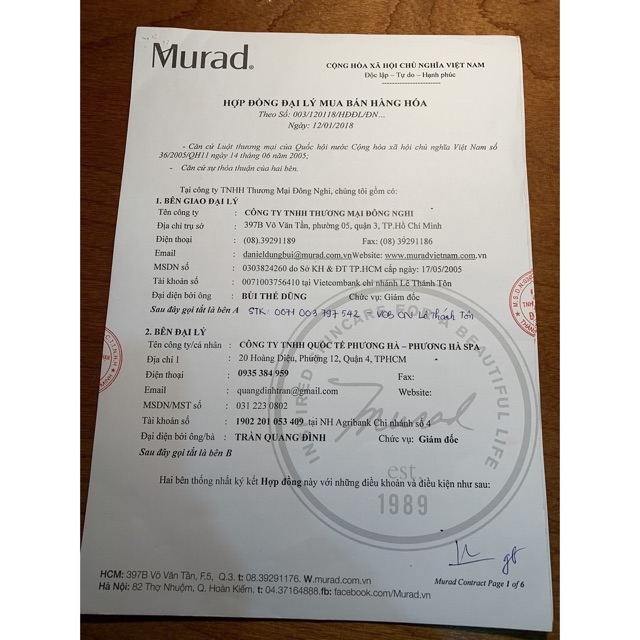 Murad.
CỘNG HÒA XÃ HỘI CHỦ NGHĨA VIỆT NAM
Độc lập – Tự do – Hạnh phúc
HỢP ĐỒNG ĐẠI LÝ MUA BÁN HÀNG HÓA
Theo Số: 003/120118/HĐĐL/ĐN...
Ngày: 12/01/2018
- Căn cứ Luật thương mại của Quốc hội nước Cộng hòa xã hội chủ nghĩa Việt Nam số
36/2005/QH11 ngày 14 tháng 06 năm 2005;
- Căn cứ sự thỏa thuận của hai bên.
Tại công ty TNHH Thương Mại Đông Nghi, chúng tôi gồm có:
1. BÊN GIAO ĐẠI LÝ
Tên công ty : CÔNG TY TNHH THƯƠNG MẠI ĐÔNG NGHI
Địa chỉ trụ sở : 397B Võ Văn Tần, phường 05, quận 3, TP.Hồ Chí Minh
Điện thoại : (08).39291189 Fax: (08) 39291186
Email : danieldungbui@murad.com.vnWebsite: www.muradvietnam.com.vn
MSDN số : 0303824260 do Sở KH & ĐT TP.HCM cấp ngày: 17/05/2005
Tài khoản số : 0071003756410 tại Vietcombank chi nhánh Lê Thánh Tôn
Đại diện bởi ông : BÙI THẾ DŨNG Chức vụ: Giám đốc
Sau đây gọi tắt là bên A STK: 0071 003 797 542 - VCB CN Lê Thánh Tôn
2. BÊN ĐẠI LÝ
Tên công ty/cá nhân : CÔNG TY TNHH QUỐC TẾ PHƯƠNG HÀ – PHƯƠNG HÀ SPA
Địa chỉ 1 : 20 Hoàng Diệu, Phường 12, Quận 4, TPHCM
Điện thoại : 0935 384 959 Fax:
Email : quangdinhtran@gmail.com Website:
MSDN/MST số : 031 223 0802
Tài khoản số : 1902 201 053 409 tại NH Agribank Chi nhánh số 4
Đại diện bởi ông/bà : TRẦN QUANG ĐÌNH Chức vụ: Giám đốc
Sau đây gọi tắt là bên B
Hai bên thống nhất ký kết Hợp đồng này với những điều khoản và điều kiện như sau:
INSPIRED SKINCARE FOR A BEAUTIFUL LIFE
Murad
est.
1989
HCM: 397B Võ Văn Tần, F.5, Q.3. t: 08.39291176. W.murad.com.vn
Hà Nội: 82 Thợ Nhuộm, Q. Hoàn Kiếm. t: 04.37164888.fb: facebook.com/Murad.vn
Murad Contract Page 1 of 6